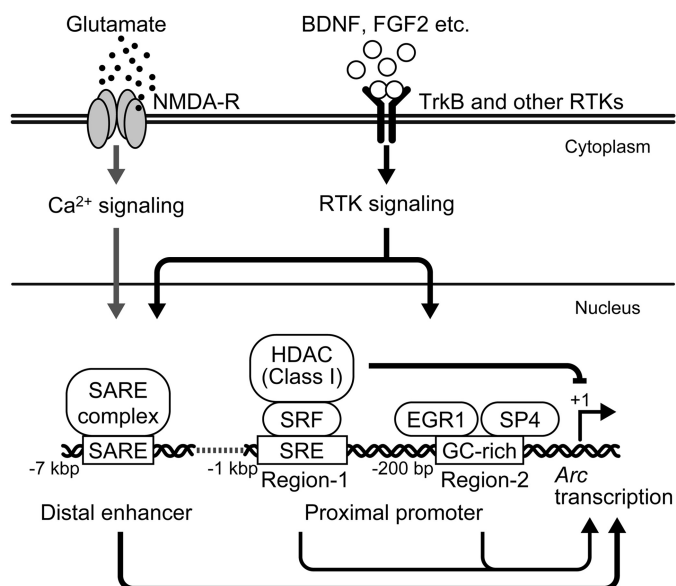 Glutamate
BDNF, FGF2 etc.
NMDA-R
TrkB and other RTKs
Cytoplasm
Ca²⁺ signaling
RTK signaling
Nucleus
HDAC
(Class I)
SARE
complex
SRF
EGR1
SP4
+1
SARE
SRE
GC-rich
-7 kbp
-1 kbp
-200 bp
Region-1
Region-2
Arc
transcription
Distal enhancer
Proximal promoter